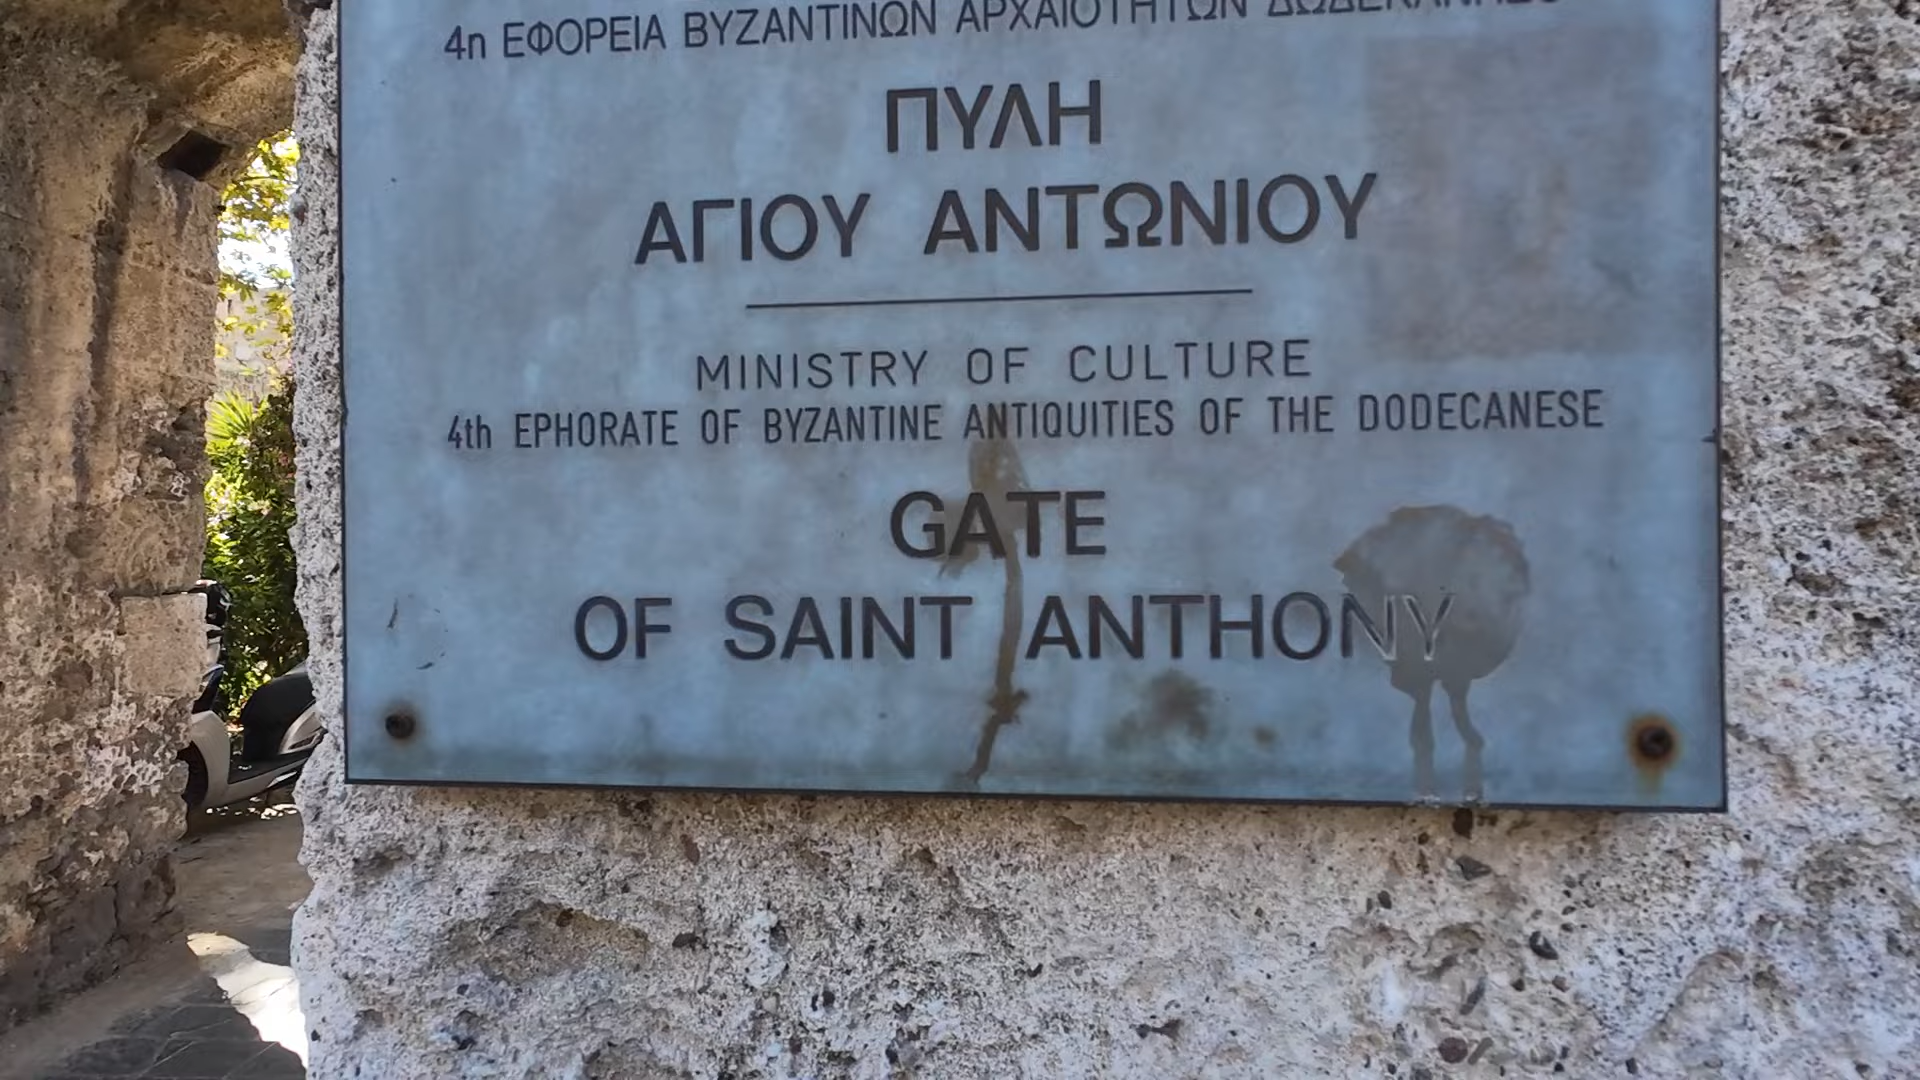 4η ΕΦΟΡΕΙΑ ΒΥΖΑΝΤΙΝΩΝ ΑΡΧΑΙΟΤΗΤΩΝ ΔΩΔΕΚΑΝΗΣΟΥ
ΠΥΛΗ
ΑΓΙΟΥ ΑΝΤΩΝΙΟΥ
MINISTRY OF CULTURE
4th EPHORATE OF BYZANTINE ANTIQUITIES OF THE DODECANESE
GATE
OF SAINT ANTHONY